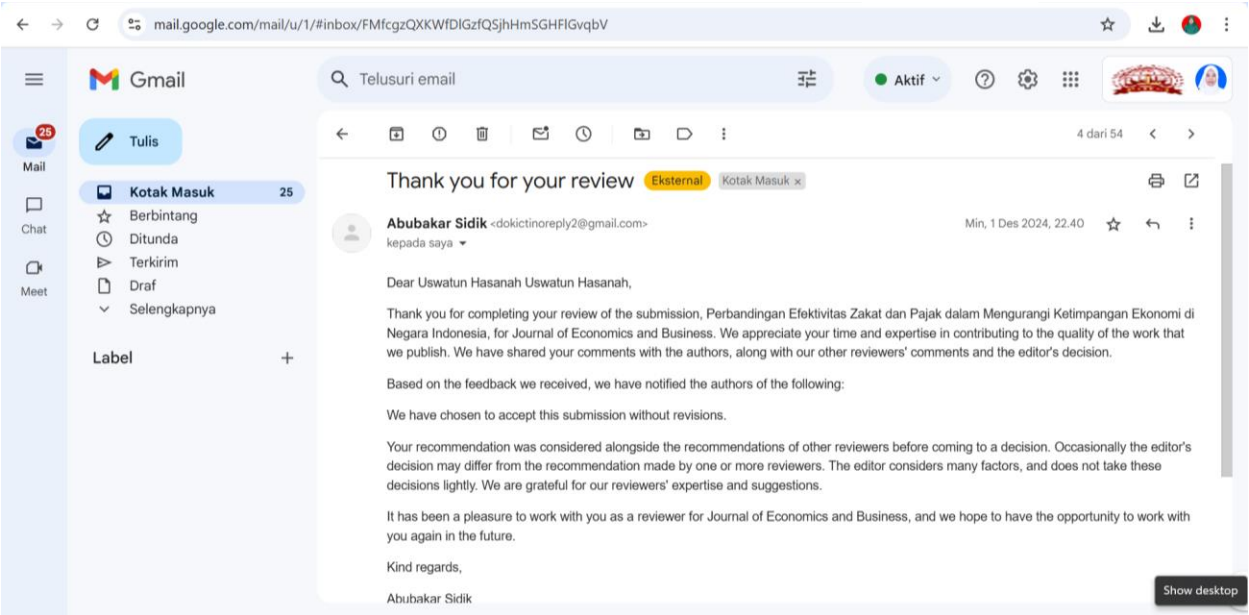 mail.google.com/mail/u/1/#inbox/FMfcgzQXKWfDlGzfQSjhHmSGHFlGvqbV
Gmail
Telusuri email
Aktif
25
Mail
Chat
Meet
Tulis
Kotak Masuk 25
Berbintang
Ditunda
Terkirim
Draf
Selengkapnya
Label
4 dari 54
Thank you for your review Eksternal Kotak Masuk x
Abubakar Sidik <dokictinoreply2@gmail.com> Min, 1 Des 2024, 22.40
kepada saya
Dear Uswatun Hasanah Uswatun Hasanah,
Thank you for completing your review of the submission, Perbandingan Efektivitas Zakat dan Pajak dalam Mengurangi Ketimpangan Ekonomi di
Negara Indonesia, for Journal of Economics and Business. We appreciate your time and expertise in contributing to the quality of the work that
we publish. We have shared your comments with the authors, along with our other reviewers' comments and the editor's decision.
Based on the feedback we received, we have notified the authors of the following:
We have chosen to accept this submission without revisions.
Your recommendation was considered alongside the recommendations of other reviewers before coming to a decision. Occasionally the editor's
decision may differ from the recommendation made by one or more reviewers. The editor considers many factors, and does not take these
decisions lightly. We are grateful for our reviewers' expertise and suggestions.
It has been a pleasure to work with you as a reviewer for Journal of Economics and Business, and we hope to have the opportunity to work with
you again in the future.
Kind regards,
Abubakar Sidik
Show desktop